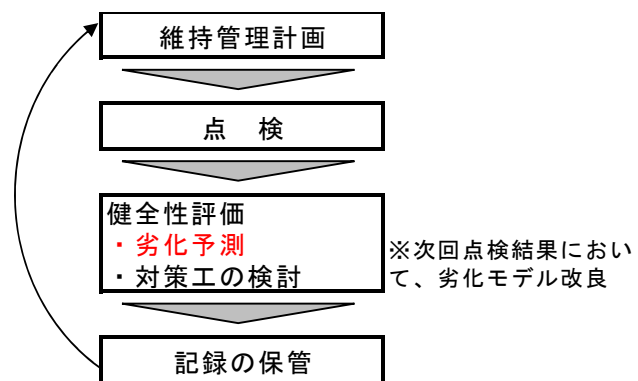 維持管理計画
点　検
健全性評価
・劣化予測
・対策工の検討
※次回点検結果におい
て、劣化モデル改良
記録の保管